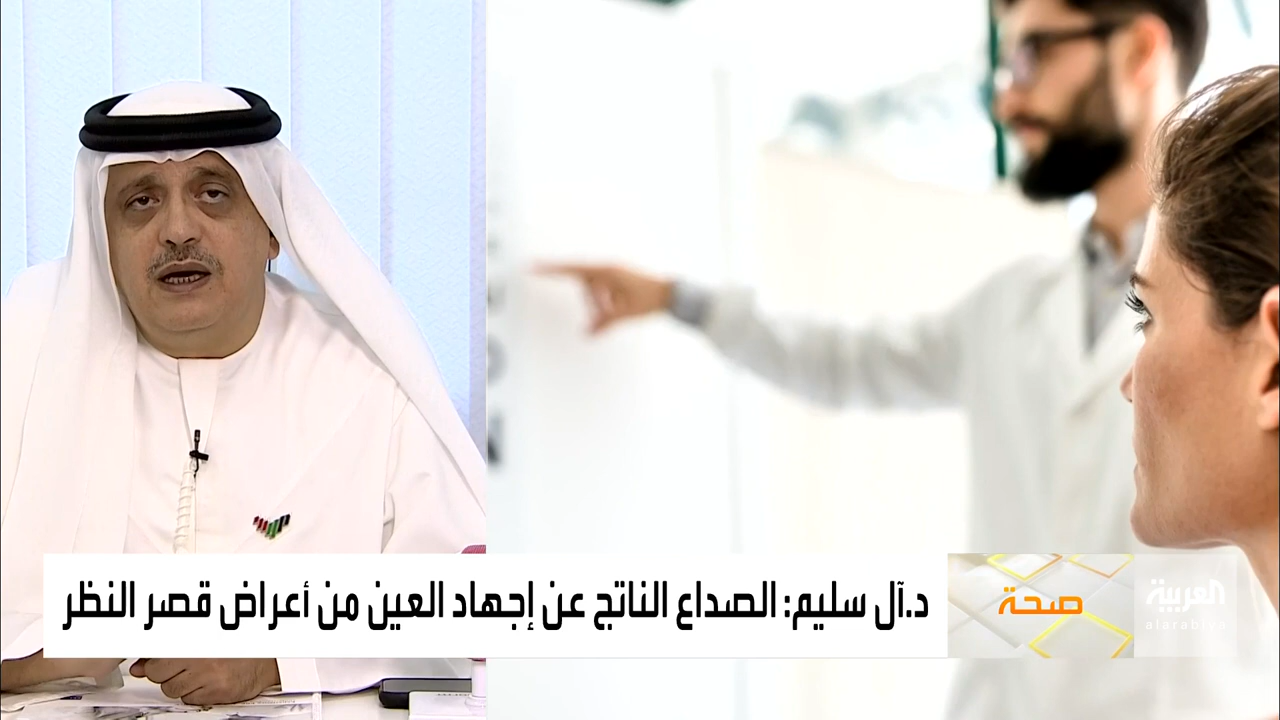 د.آل سليم: الصداع الناتج عن إجهاد العين من أعراض قصر النظر
صحة
العربية
alarabiya